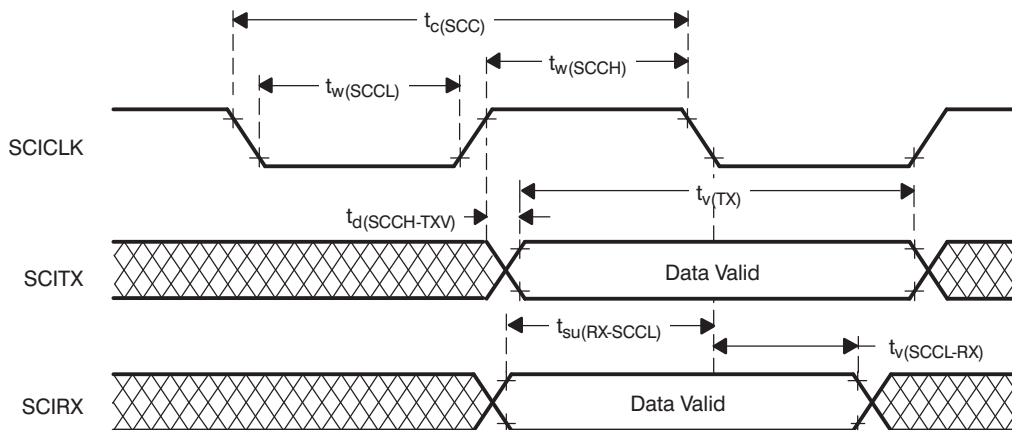 tc(SCC)
tw(SCCH)
tw(SCCL)
SCICLK
tv(TX)
td(SCCH-TXV)
SCITX
Data Valid
tsu(RX-SCCL)
tv(SCCL-RX)
SCIRX
Data Valid